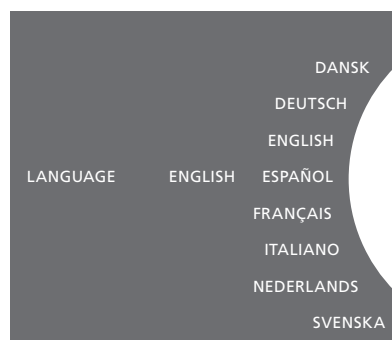 DANSK
DEUTSCH
ENGLISH
LANGUAGE ENGLISH ESPAÑOL
FRANÇAIS
ITALIANO
NEDERLANDS
SVENSKA